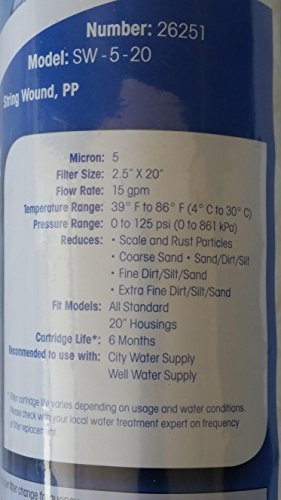 Number: 26251
Model: SW-5-20
String Wound, PP
Micron: 5
Filter Size: 2.5" X 20"
Flow Rate: 15 gpm
Temperature Range: 39° F to 86° F (4° C to 30° C)
Pressure Range: 0 to 125 psi (0 to 861 kPa)
Reduces: • Scale and Rust Particles
• Coarse Sand • Sand/Dirt/Silt
• Fine Dirt/Silt/Sand
• Extra Fine Dirt/Silt/Sand
Fit Models: All Standard
20" Housings
Cartridge Life*: 6 Months
Recommended to use with: City Water Supply
Well Water Supply
* Filter cartridge life varies depending on usage and water conditions.
Please check with your local water treatment expert on frequency
of filter replacement.
filter change